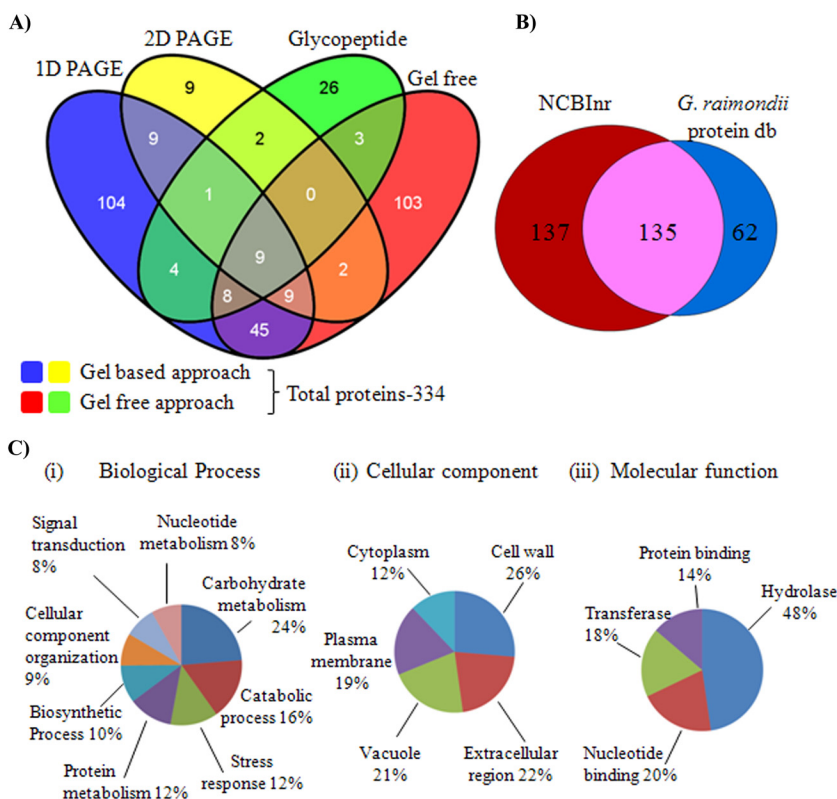 A)
2D PAGE
Glycopeptide
1D PAGE
Gel free
9
26
9
2
3
104
1
0
103
9
4
2
8
9
45
Gel based approach
Gel free approach
Total proteins-334
B)
NCBInr
G. raimondii
protein db
137
135
62
C)
(i) Biological Process
Signal
transduction
8%
Nucleotide
metabolism 8%
Carbohydrate
metabolism
24%
Cellular
component
organization
9%
Catabolic
process 16%
Biosynthetic
Process 10%
Stress
response 12%
Protein
metabolism 12%
(ii) Cellular component
Cytoplasm
12%
Cell wall
26%
Plasma
membrane
19%
Vacuole
21%
Extracellular
region 22%
(iii) Molecular function
Protein binding
14%
Hydrolase
48%
Transferase
18%
Nucleotide
binding 20%